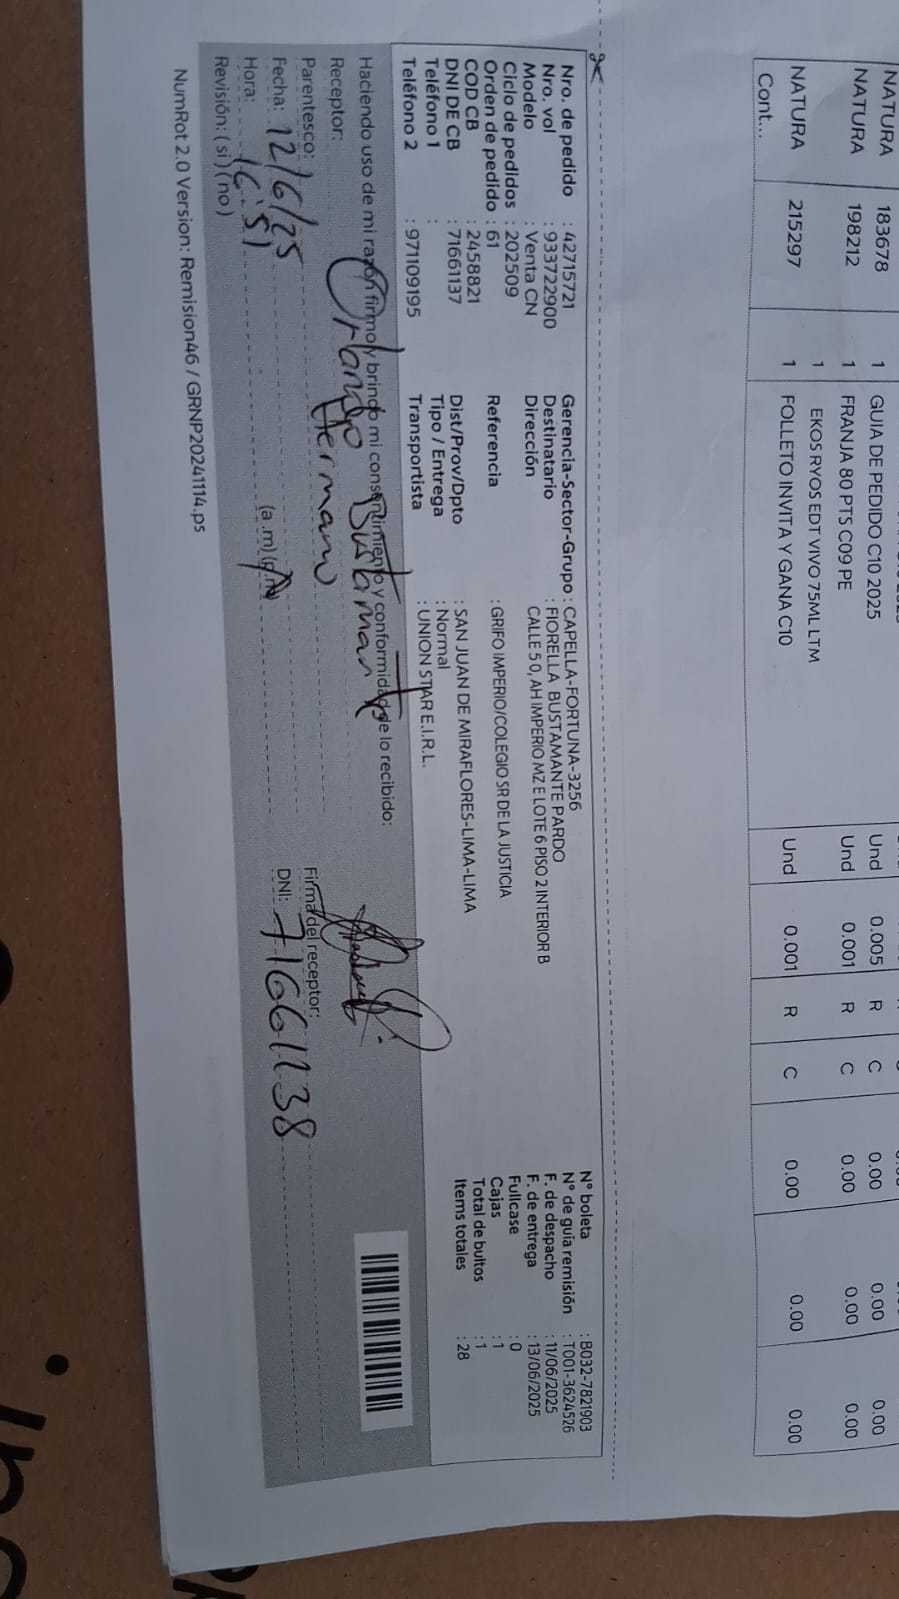 NATURA 183678 1 GUIA DE PEDIDO C10 2025 Und 0.005 R C 0.00 0.00 0.00
NATURA 198212 1 FRANJA 80 PTS C09 PE Und 0.001 R C 0.00 0.00 0.00
1 EKOS RYOS EDT VIVO 75ML LTM
NATURA 215297 1 FOLLETO INVITA Y GANA C10 Und 0.001 R C 0.00 0.00 0.00
Cont...
Nro. de pedido : 42715721 Gerencia-Sector-Grupo : CAPELLA-FORTUNA-3256 N° boleta : B032-7821903
Nro. vol : 933722900 Destinatario : FIORELLA BUSTAMANTE PARDO N° de guía remisión : T001-3624526
Modelo : Venta CN Dirección CALLE 5 0, AH IMPERIO MZ E LOTE 6 PISO 2 INTERIOR B F. de despacho : 11/06/2025
Ciclo de pedidos : 202509 F. de entrega : 13/06/2025
Orden de pedido : 61 Referencia : GRIFO IMPERIO/COLEGIO SR DE LA JUSTICIA Fullcase : 0
COD CB : 2458821 Cajas : 1
DNI DE CB : 71661137 Dist/Prov/Dpto : SAN JUAN DE MIRAFLORES-LIMA-LIMA Total de bultos : 1
Teléfono 1 : Tipo / Entrega : Normal Items totales : 28
Teléfono 2 : 971109195 Transportista : UNION STAR E.I.R.L.
Haciendo uso de mi razón firmo y brindo mi consentimiento y conformidad de lo recibido:
Receptor: Orlando Bustamante
Parentesco: Hermano Firma del receptor:
Fecha: 12/6/25 DNI: 71661138
Hora: 16:51 (a.m) (p.m)
Revisión: ( si ) ( no )
NumRot 2.0 Version: Remision46 / GRNP20241114.ps